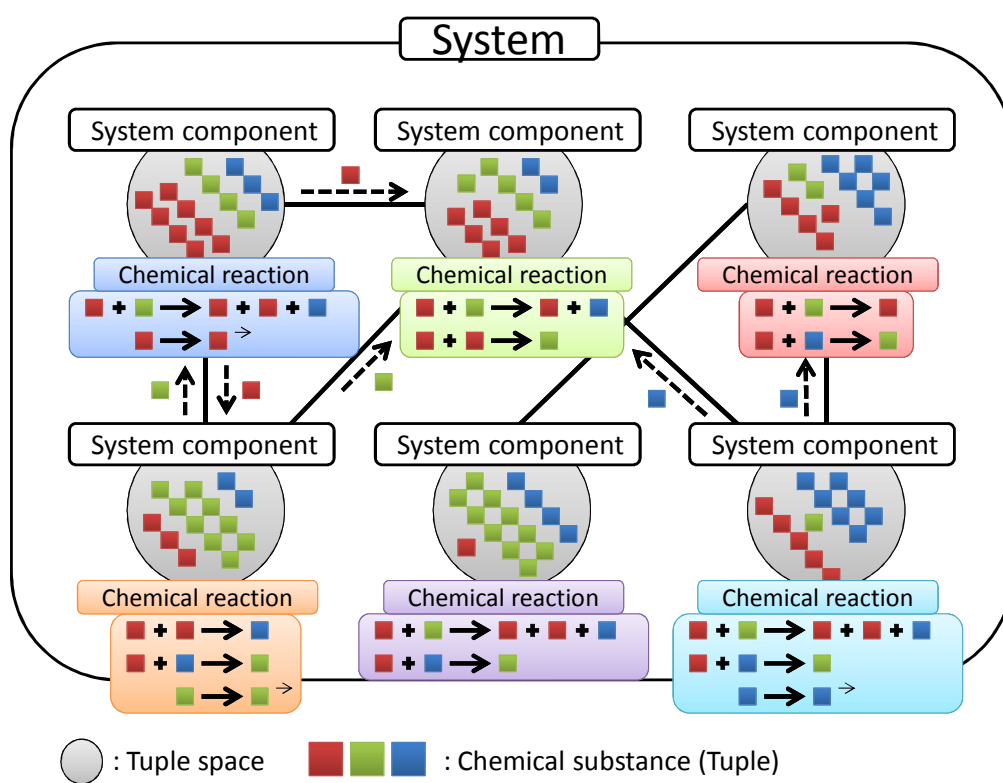 System
System component
System component
System component
Chemical reaction
Chemical reaction
Chemical reaction
+ + +
+ +
+
+
+
System component
System component
System component
Chemical reaction
Chemical reaction
Chemical reaction
+
+ + +
+ + +
+
+
+
: Tuple space
: Chemical substance (Tuple)